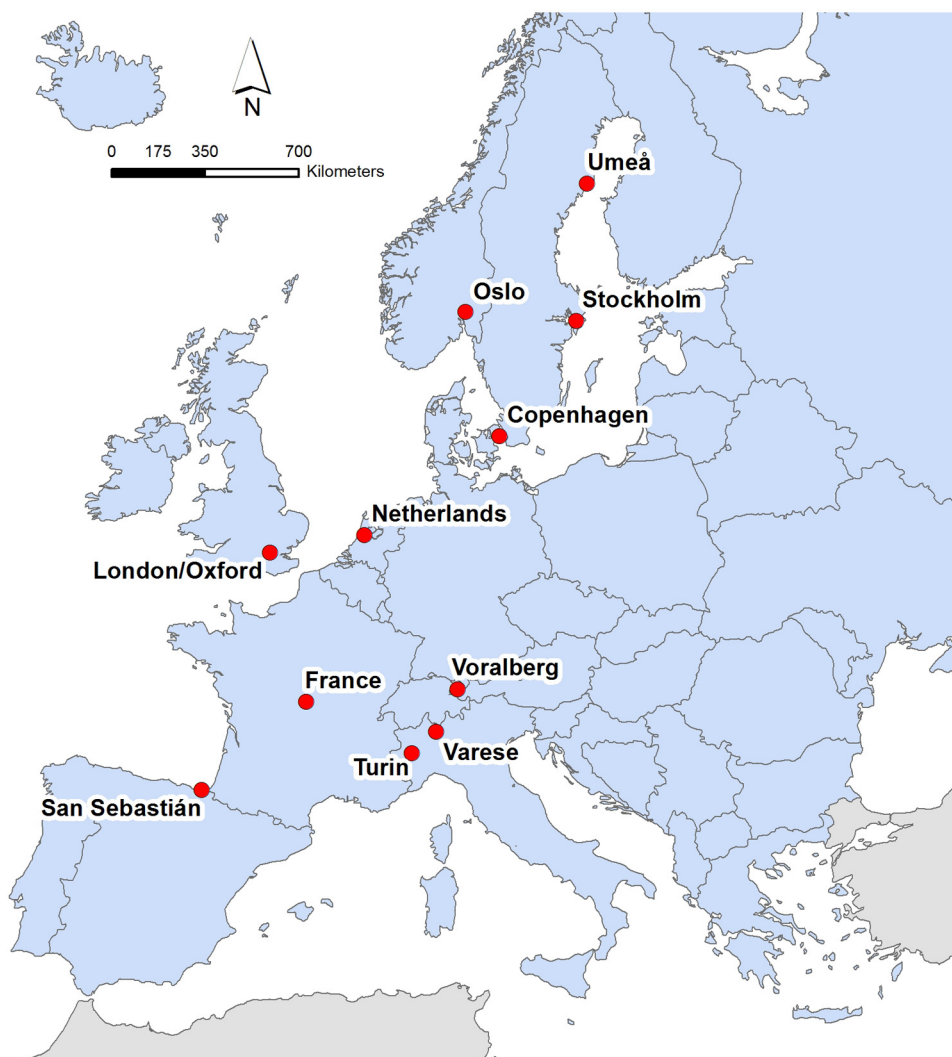 N
0 175 350 700 Kilometers
Umeå
Oslo
Stockholm
Copenhagen
Netherlands
London/Oxford
Voralberg
France
Varese
Turin
San Sebastián